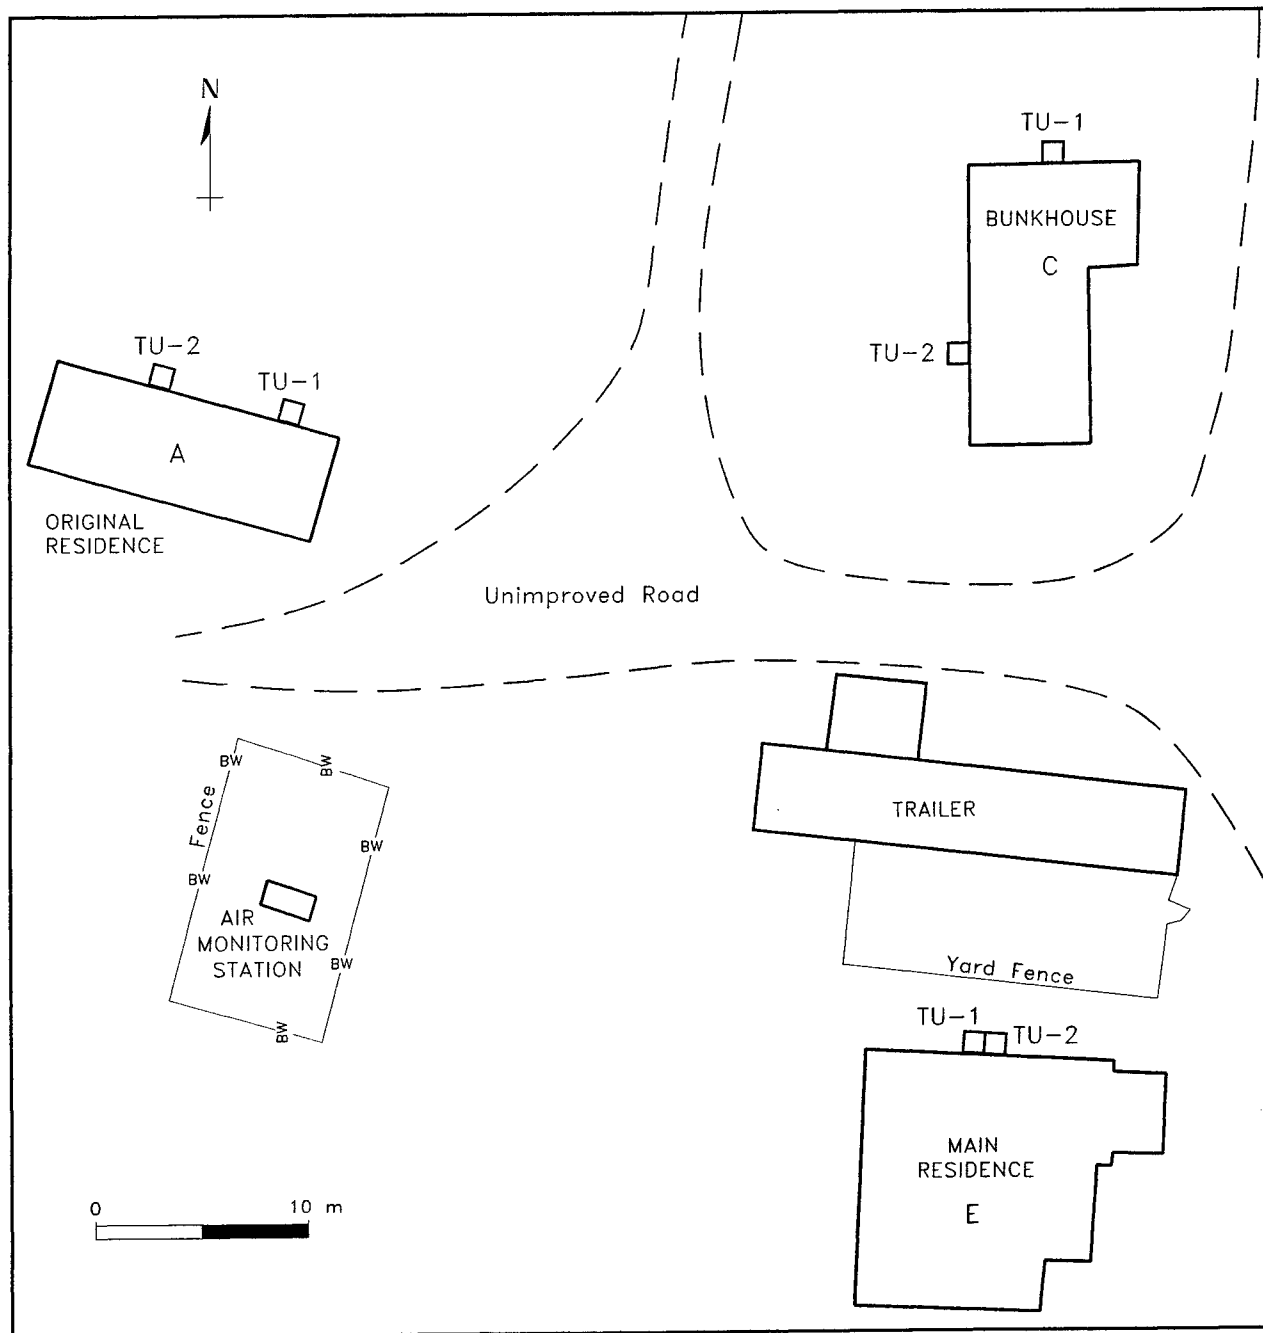 N
TU-1
BUNKHOUSE
C
TU-2
TU-2
TU-1
A
ORIGINAL
RESIDENCE
Unimproved Road
BW
BW
Fence
TRAILER
BW
BW
AIR
MONITORING
STATION
BW
BW
Yard Fence
TU-1
TU-2
MAIN
RESIDENCE
E
0 10 m